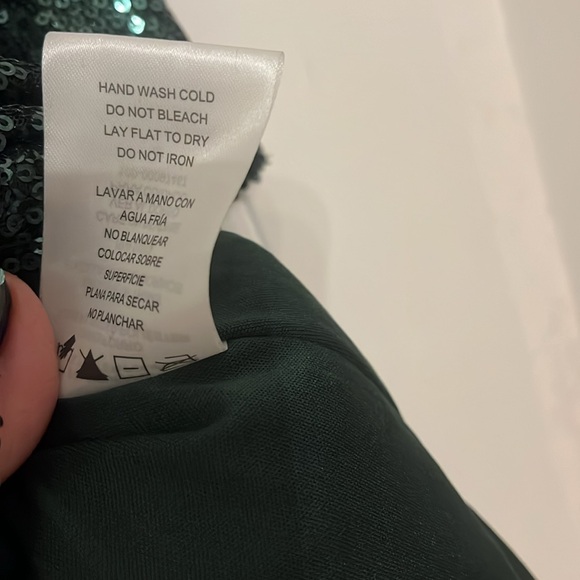 HAND WASH COLD
DO NOT BLEACH
LAY FLAT TO DRY
DO NOT IRON
LAVAR A MANO CON
AGUA FRÍA
NO BLANQUEAR
COLOCAR SOBRE
SUPERFICIE
PLANA PARA SECAR
NO PLANCHAR